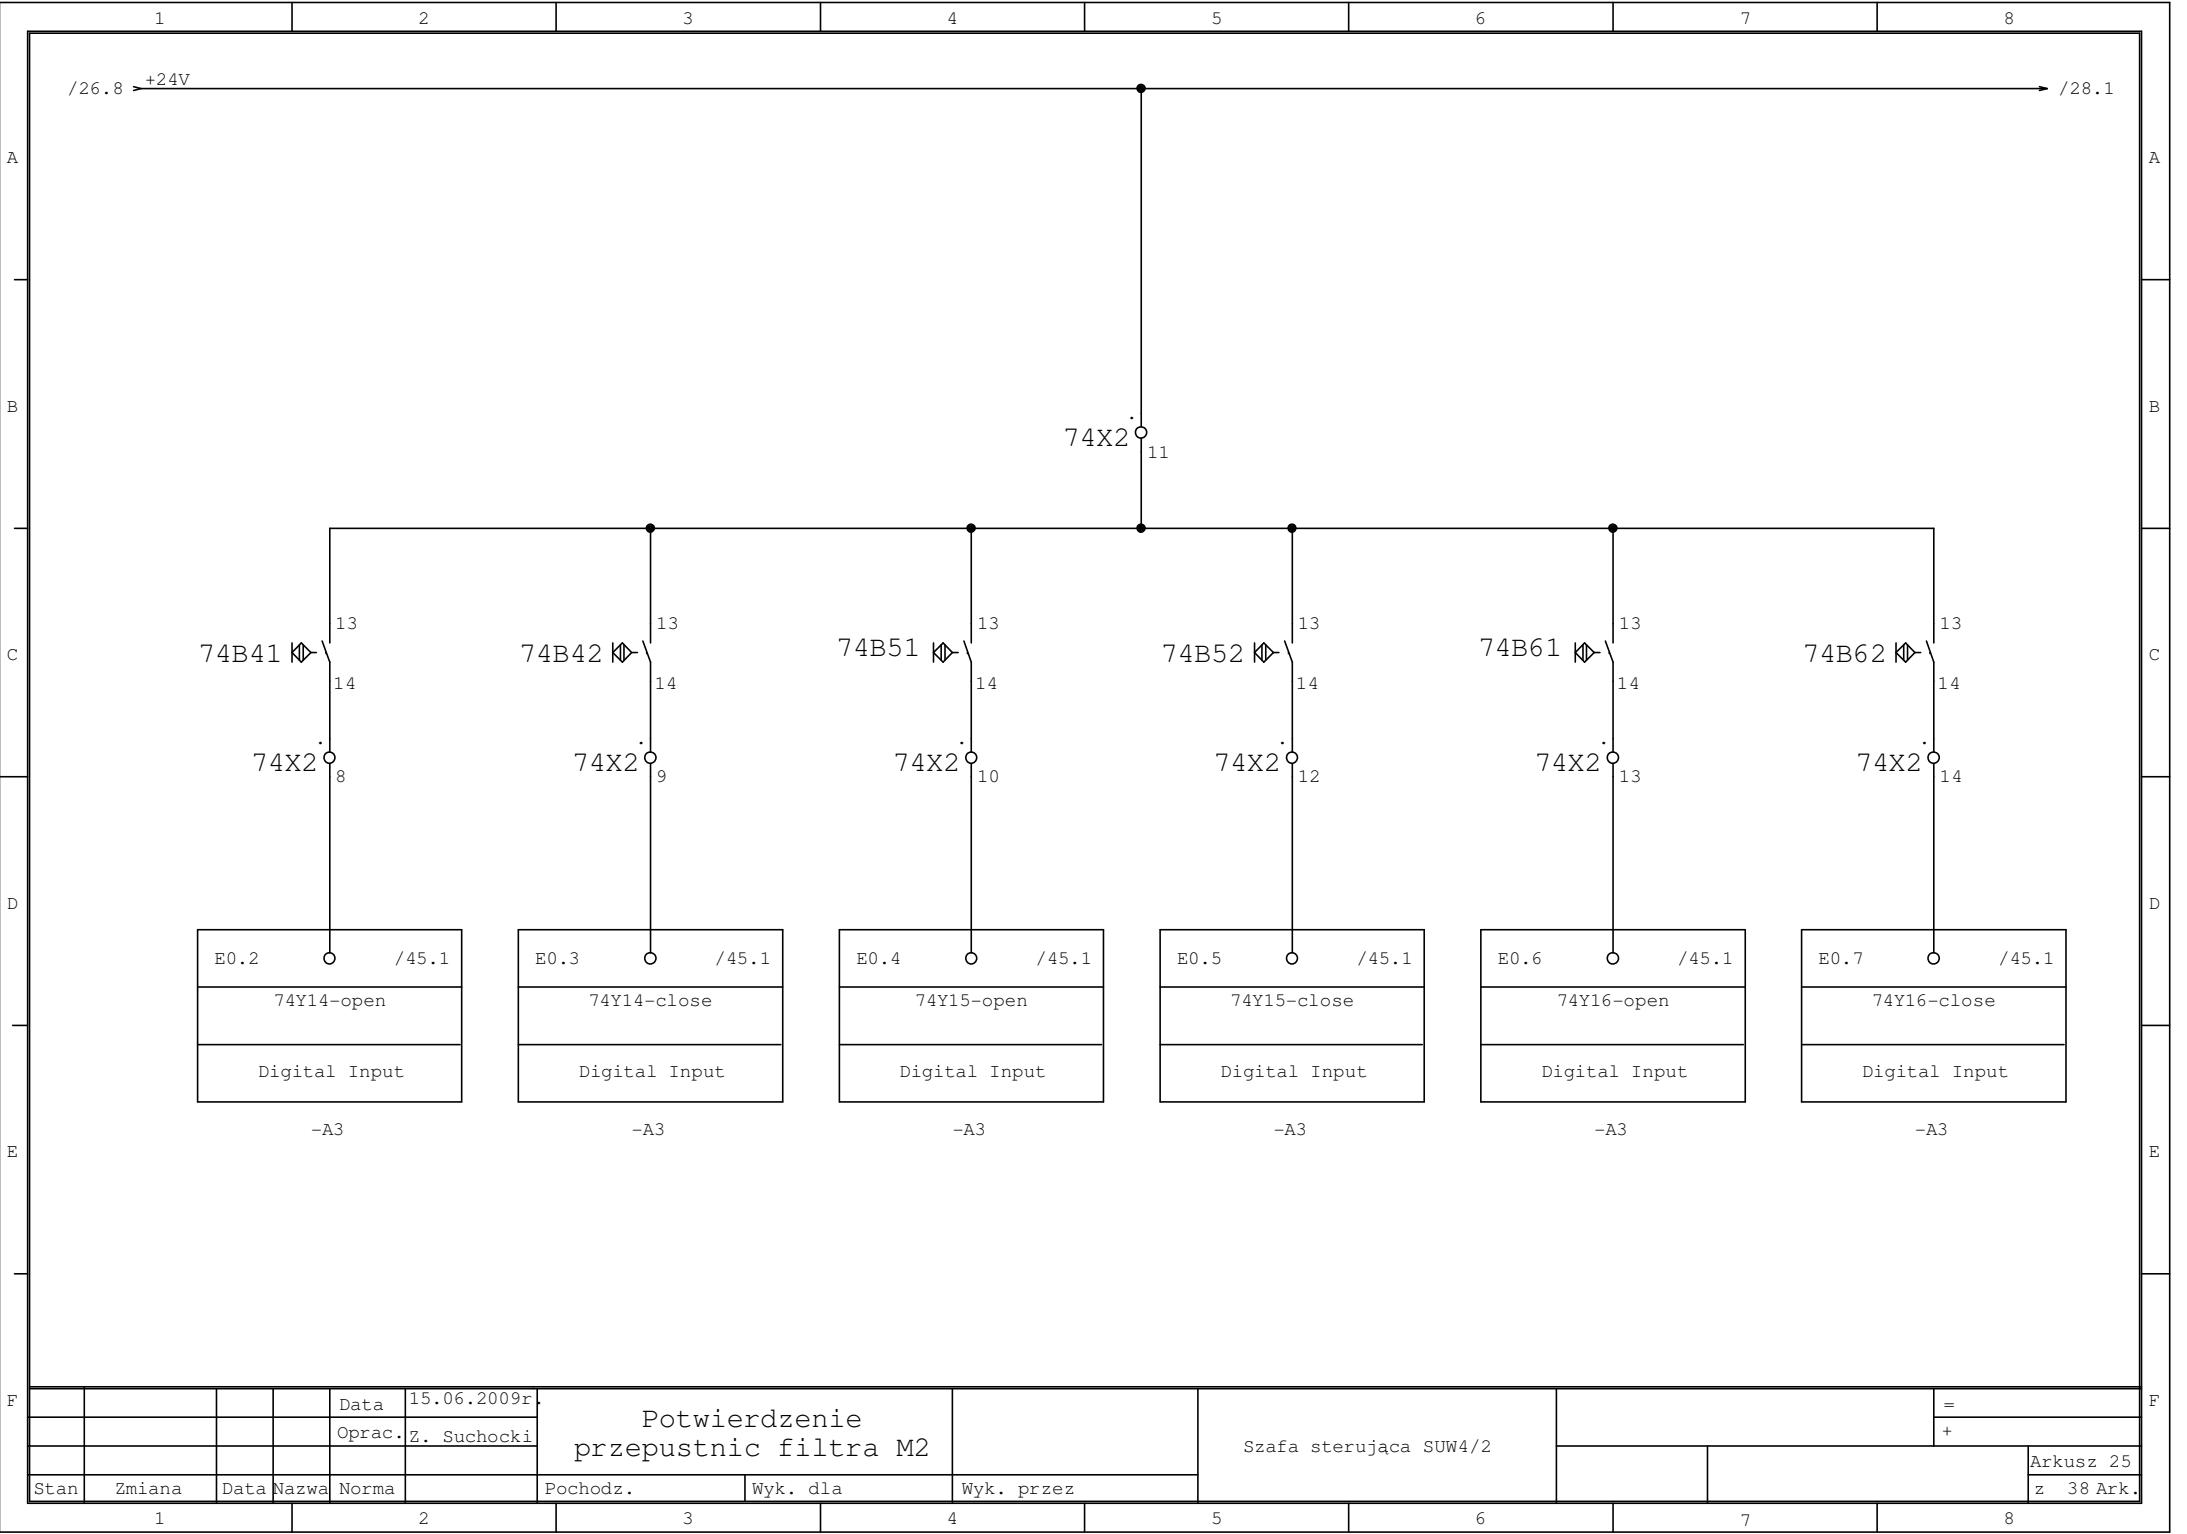 1 2 3 4 5 6 7 8
/26.8 +24V /28.1
A A
B B
74X2
11
13 13 13 13 13 13
C 74B41 74B42 74B51 74B52 74B61 74B62 C
14 14 14 14 14 14
74X2 74X2 74X2 74X2 74X2 74X2
8 9 10 12 13 14
D D
E0.2 /45.1 E0.3 /45.1 E0.4 /45.1 E0.5 /45.1 E0.6 /45.1 E0.7 /45.1
74Y14-open 74Y14-close 74Y15-open 74Y15-close 74Y16-open 74Y16-close
Digital Input Digital Input Digital Input Digital Input Digital Input Digital Input
-A3 -A3 -A3 -A3 -A3 -A3
E E
F F
Data 15.06.2009r.
Oprac. Z. Suchocki
Potwierdzenie
przepustnic filtra M2
Szafa sterująca SUW4/2
=
+
Arkusz 25
Stan Zmiana Data Nazwa Norma Pochodz. Wyk. dla Wyk. przez z 38 Ark.
1 2 3 4 5 6 7 8